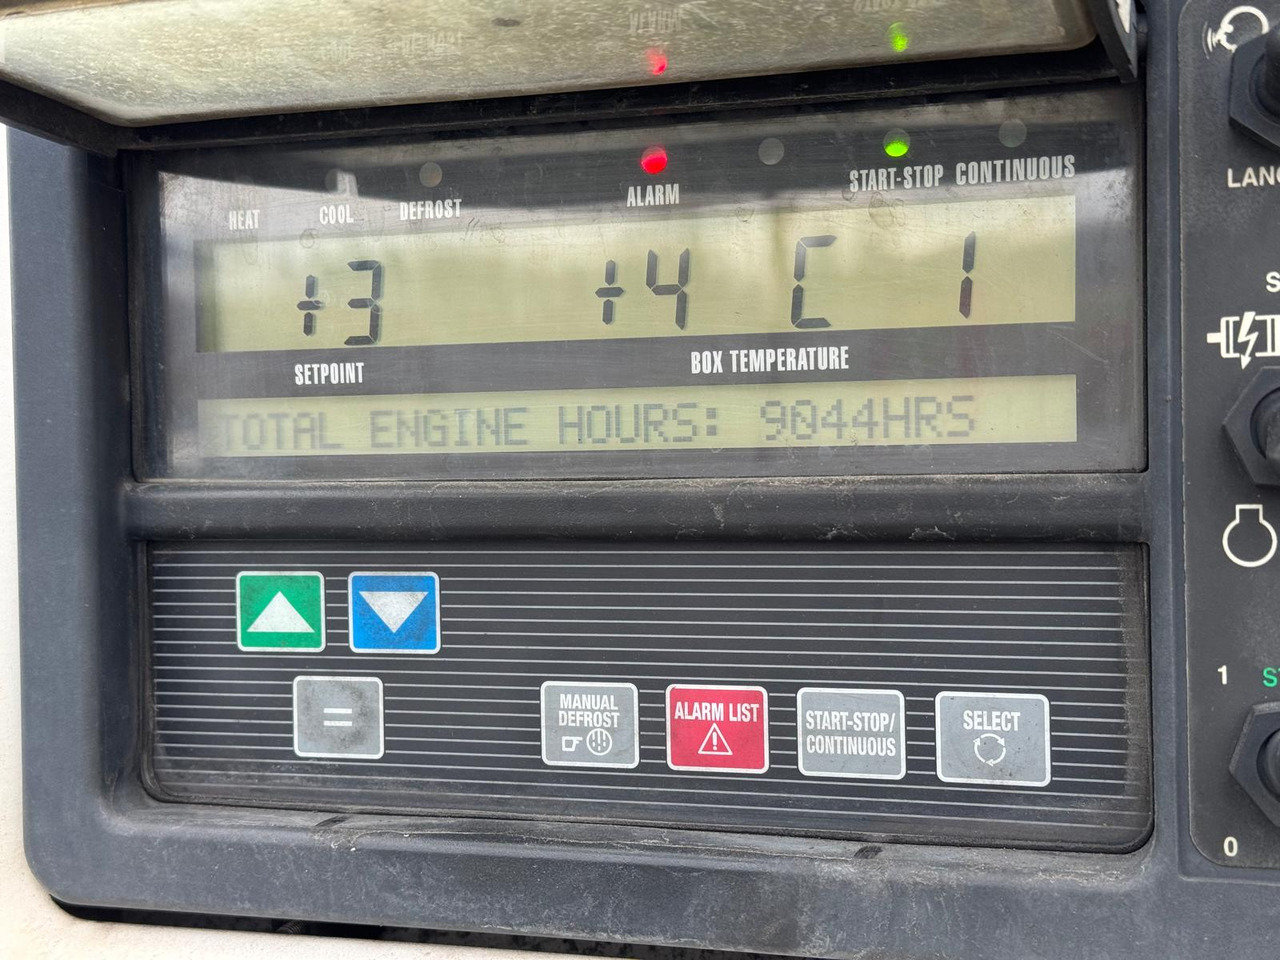 HEAT COOL DEFROST ALARM START-STOP CONTINUOUS
+3 +4 C 1
SETPOINT BOX TEMPERATURE
TOTAL ENGINE HOURS: 9044HRS
MANUAL DEFROST
ALARM LIST
START-STOP/
CONTINUOUS
SELECT
=
1
0